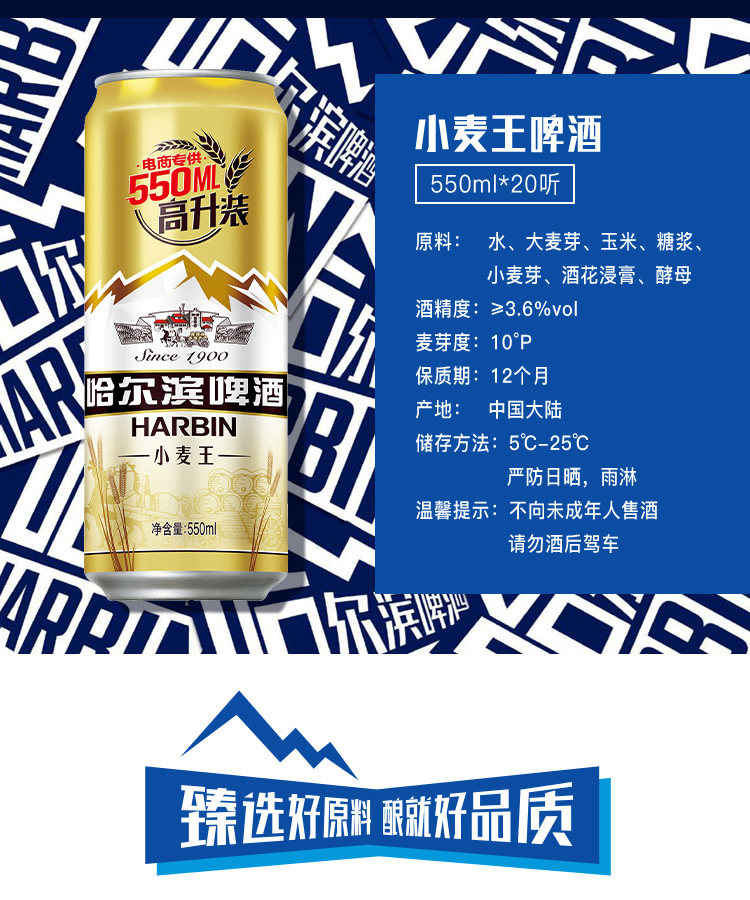 电商专供
550ML
高升装
Since 1900
哈尔滨啤酒
HARBIN
小麦王
净含量:550ml
小麦王啤酒
550ml*20听
原料： 水、大麦芽、玉米、糖浆、
小麦芽、酒花浸膏、酵母
酒精度：≥3.6%vol
麦芽度：10°P
保质期：12个月
产地： 中国大陆
储存方法：5℃-25℃
严防日晒，雨淋
温馨提示：不向未成年人售酒
请勿酒后驾车
臻选好原料 酿就好品质